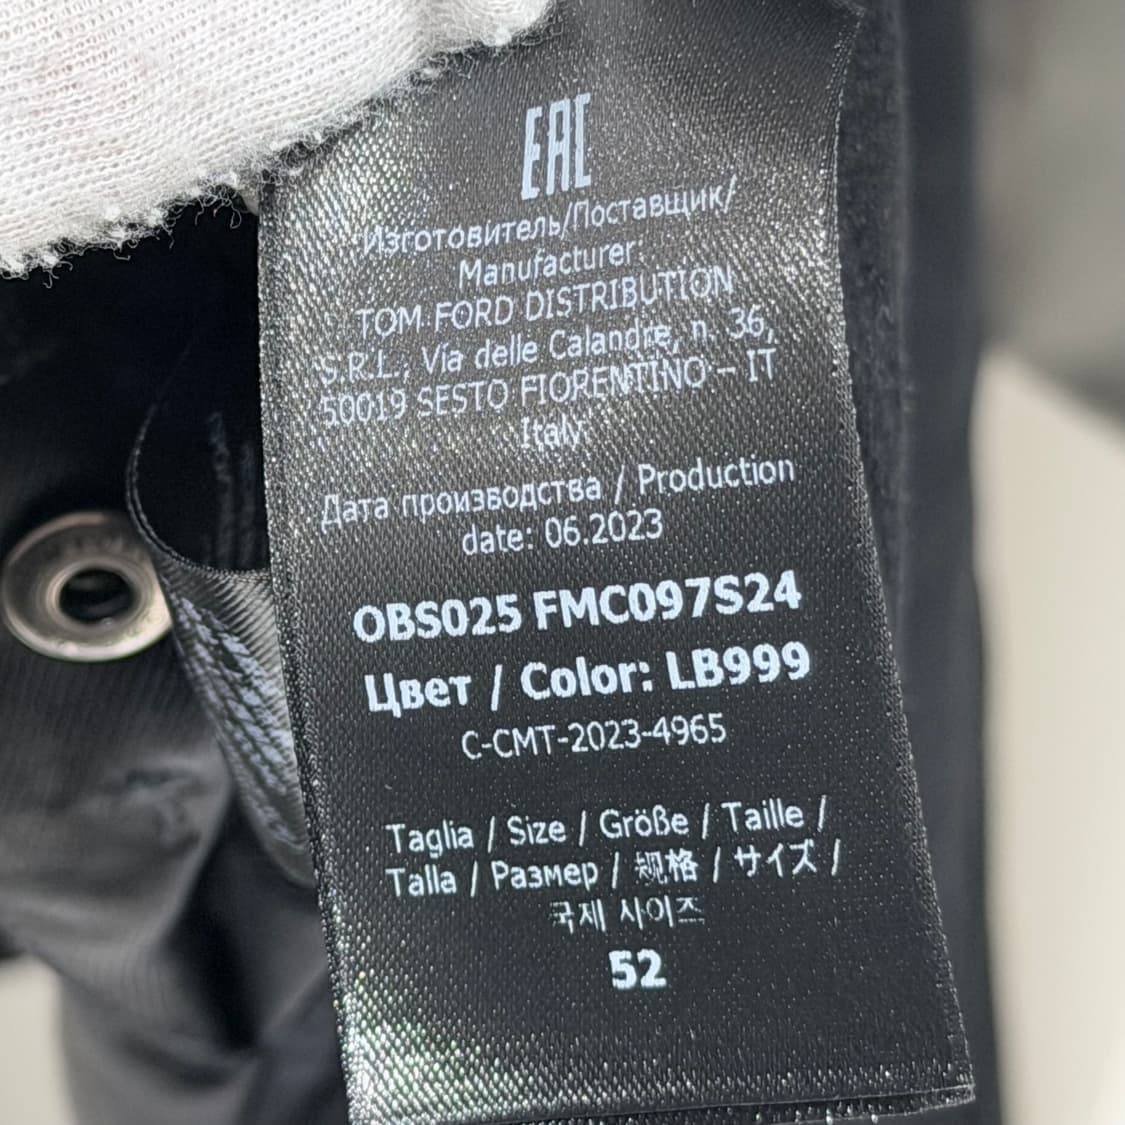 EAC
Изготовитель/Поставщик/
Manufacturer
TOM FORD DISTRIBUTION
S.R.L., Via delle Calandre, n. 36,
50019 SESTO FIORENTINO – IT
Italy
Дата производства / Production
date: 06.2023
OBS025 FMC097S24
Цвет / Color: LB999
C-CMT-2023-4965
Taglia / Size / Größe / Taille /
Talla / Размер / 规格 / サイズ /
국제 사이즈
52